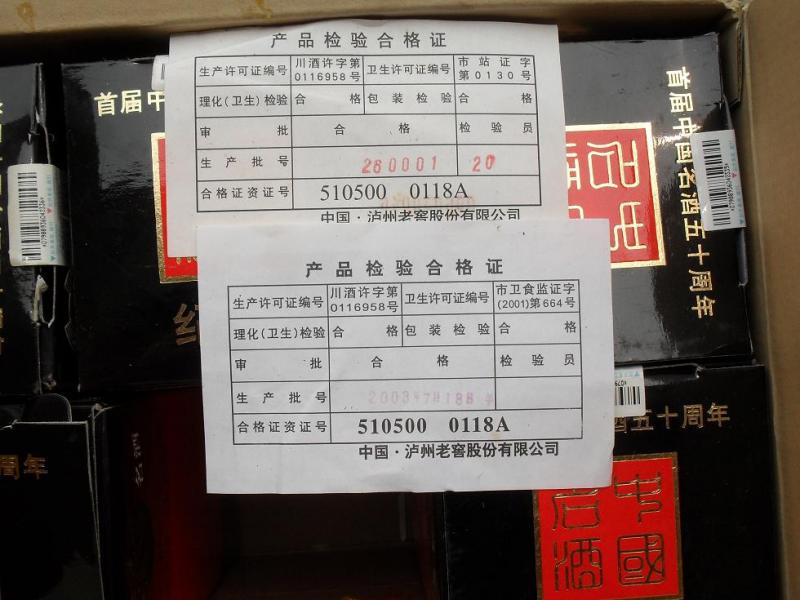 产品检验合格证
生产许可证编号 川酒许字第0116958号 卫生许可证编号 市站证字第0130号
理化(卫生)检验 合格 包装检验 合格
审批 合格 检验员
生产批号 260001 20
合格证资证号 510500 0118A
中国·泸州老窖股份有限公司
产品检验合格证
生产许可证编号 川酒许字第0116958号 卫生许可证编号 市卫食监证字(2001)第664号
理化(卫生)检验 合格 包装检验 合格
审批 合格 检验员
生产批号
合格证资证号 510500 0118A
中国·泸州老窖股份有限公司
首届中
首届中国名酒五十周年
酒五十周年
中國名酒
周年
纪